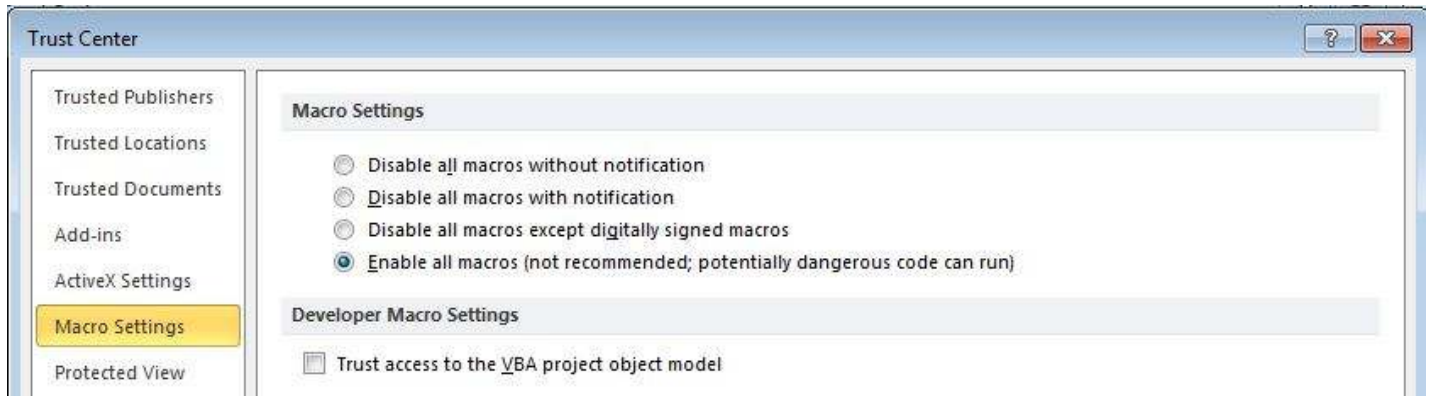 Trust Center
Trusted Publishers
Trusted Locations
Trusted Documents
Add-ins
ActiveX Settings
Macro Settings
Protected View
Macro Settings
Disable all macros without notification
Disable all macros with notification
Disable all macros except digitally signed macros
Enable all macros (not recommended; potentially dangerous code can run)
Developer Macro Settings
Trust access to the VBA project object model